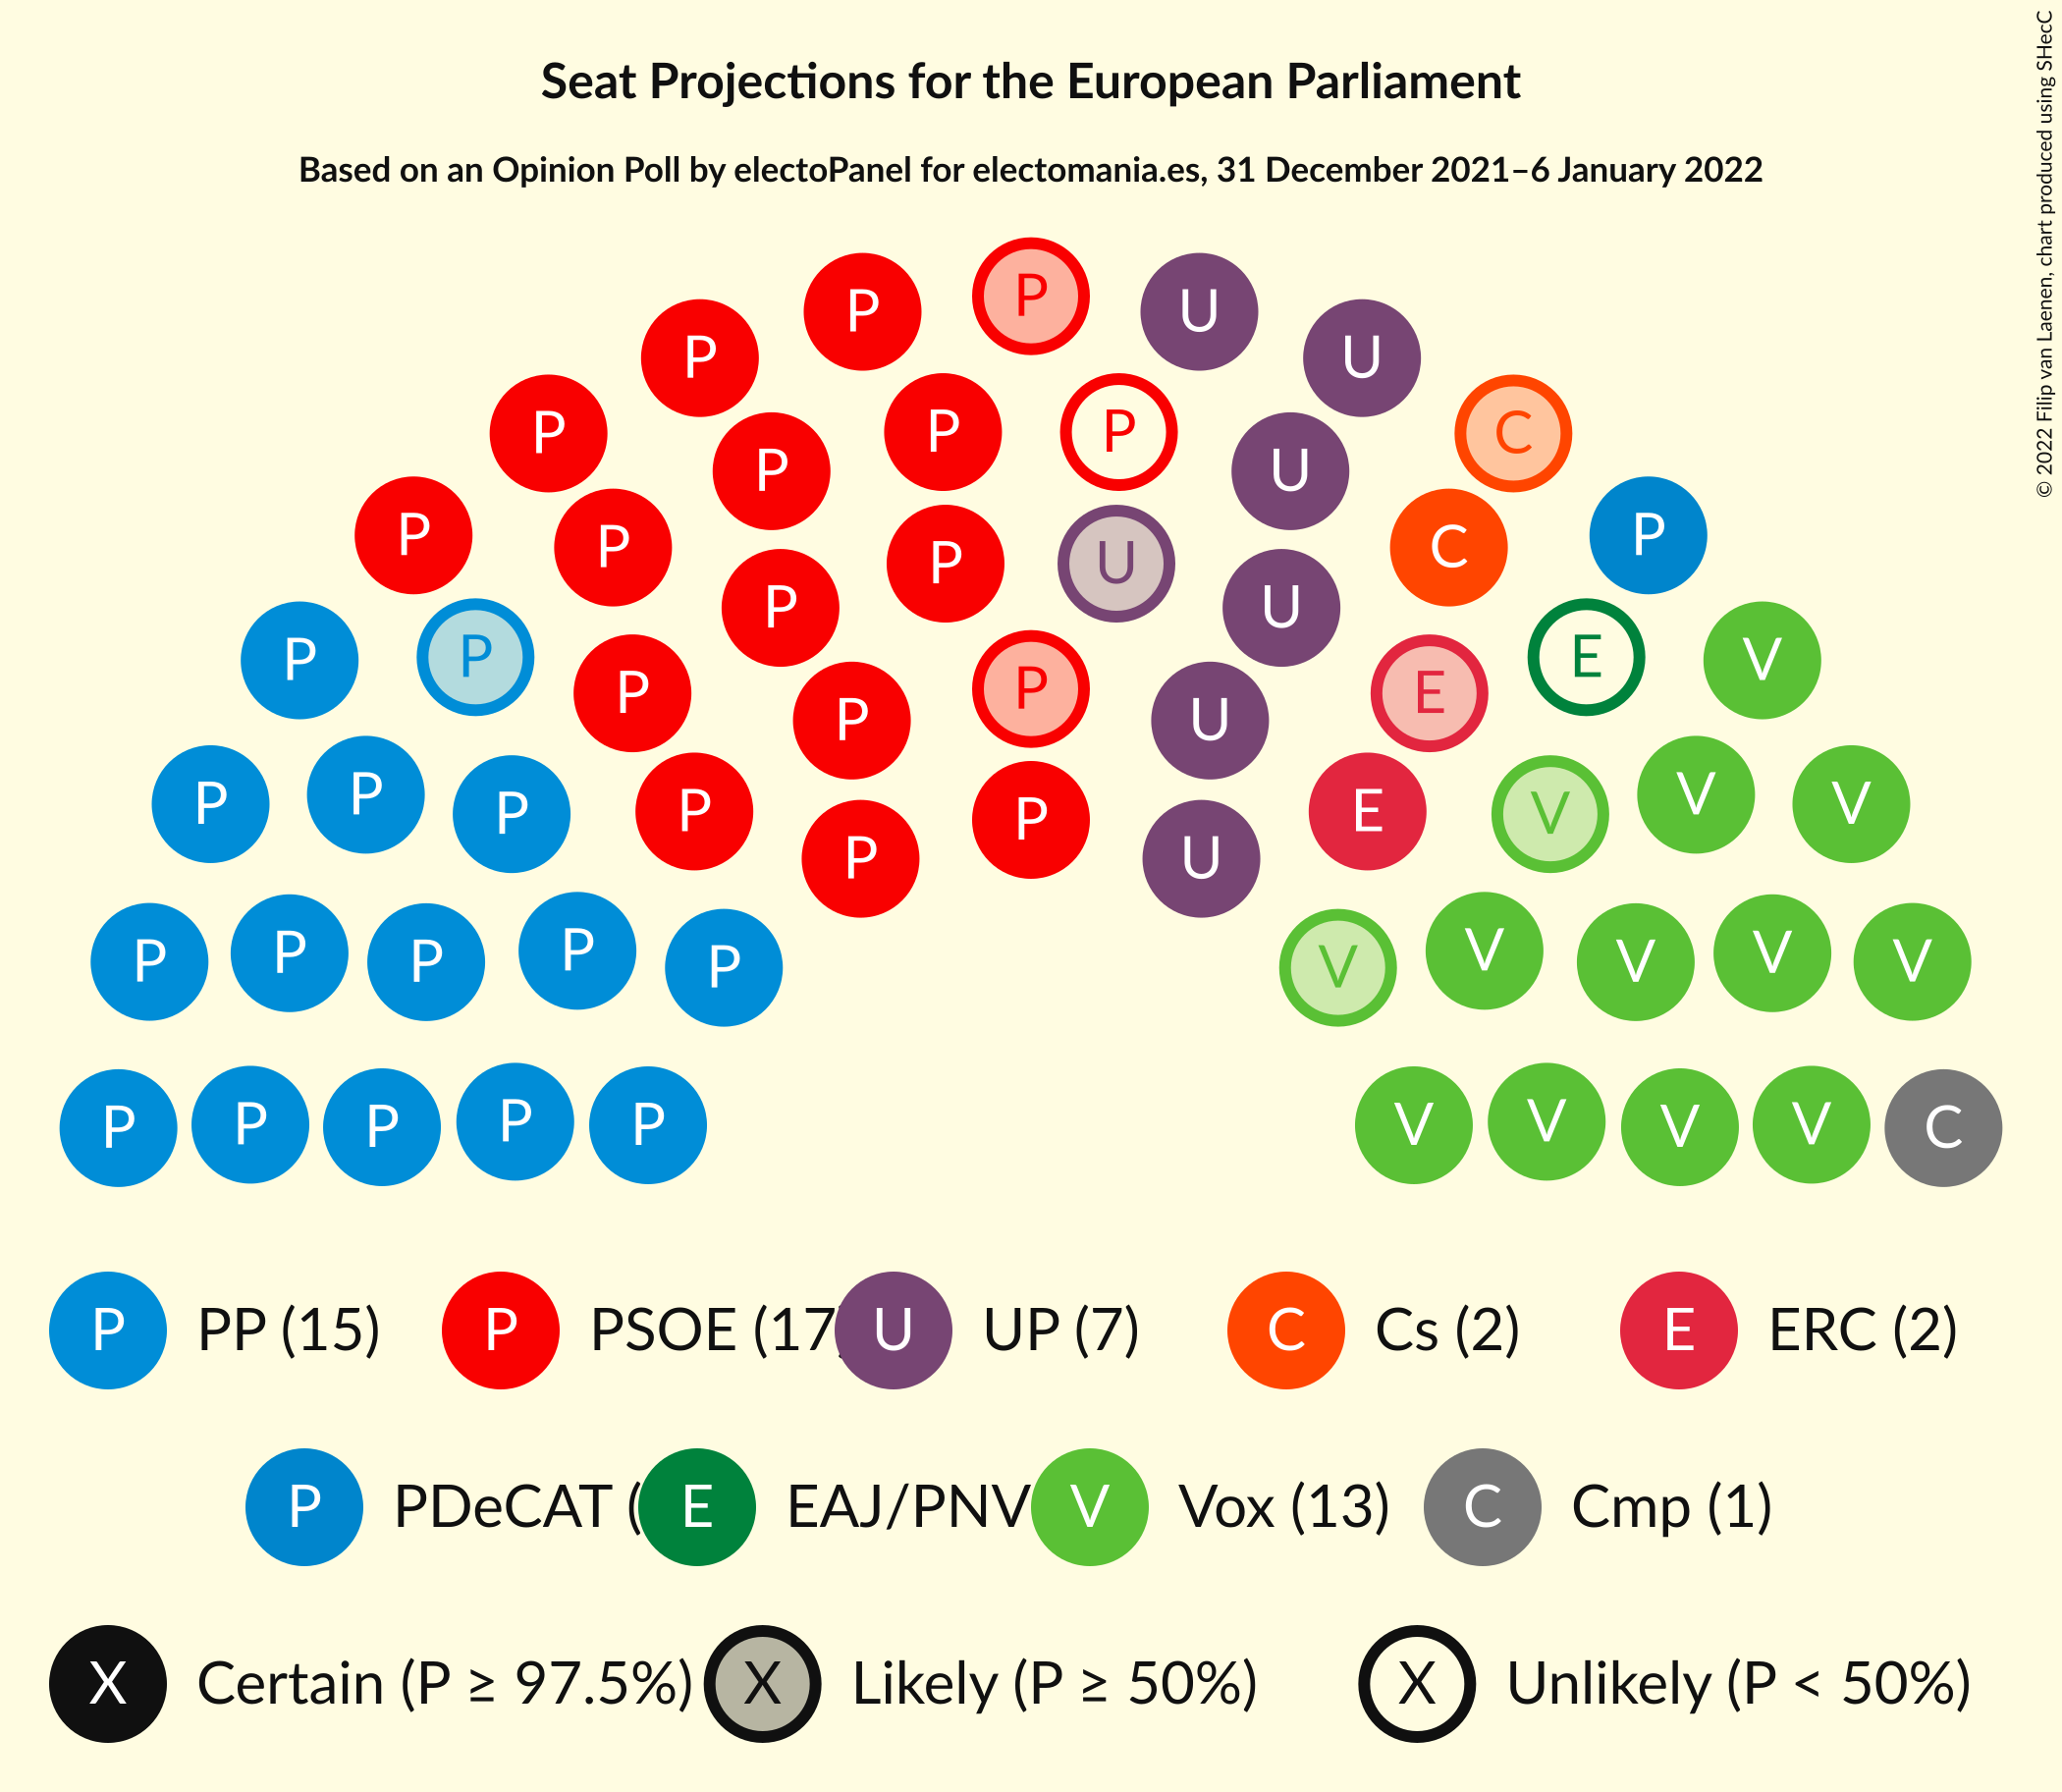 Seat Projections for the European Parliament
Based on an Opinion Poll by electoPanel for electomania.es, 31 December 2021–6 January 2022
© 2022 Filip van Laenen, chart produced using SHecC
P
P P U U
P P C
P P P U
P C P
P P U
P P U U
P P E V
P P E
P P U
P P P V V V
P P E
P U
P P P P P V V V V V
P P P P P V V V V C
P PP (15) P PSOE (17 U UP (7) C Cs (2) E ERC (2)
P PDeCAT ( E EAJ/PNV V Vox (13) C Cmp (1)
X Certain (P ≥ 97.5%) X Likely (P ≥ 50%) X Unlikely (P < 50%)